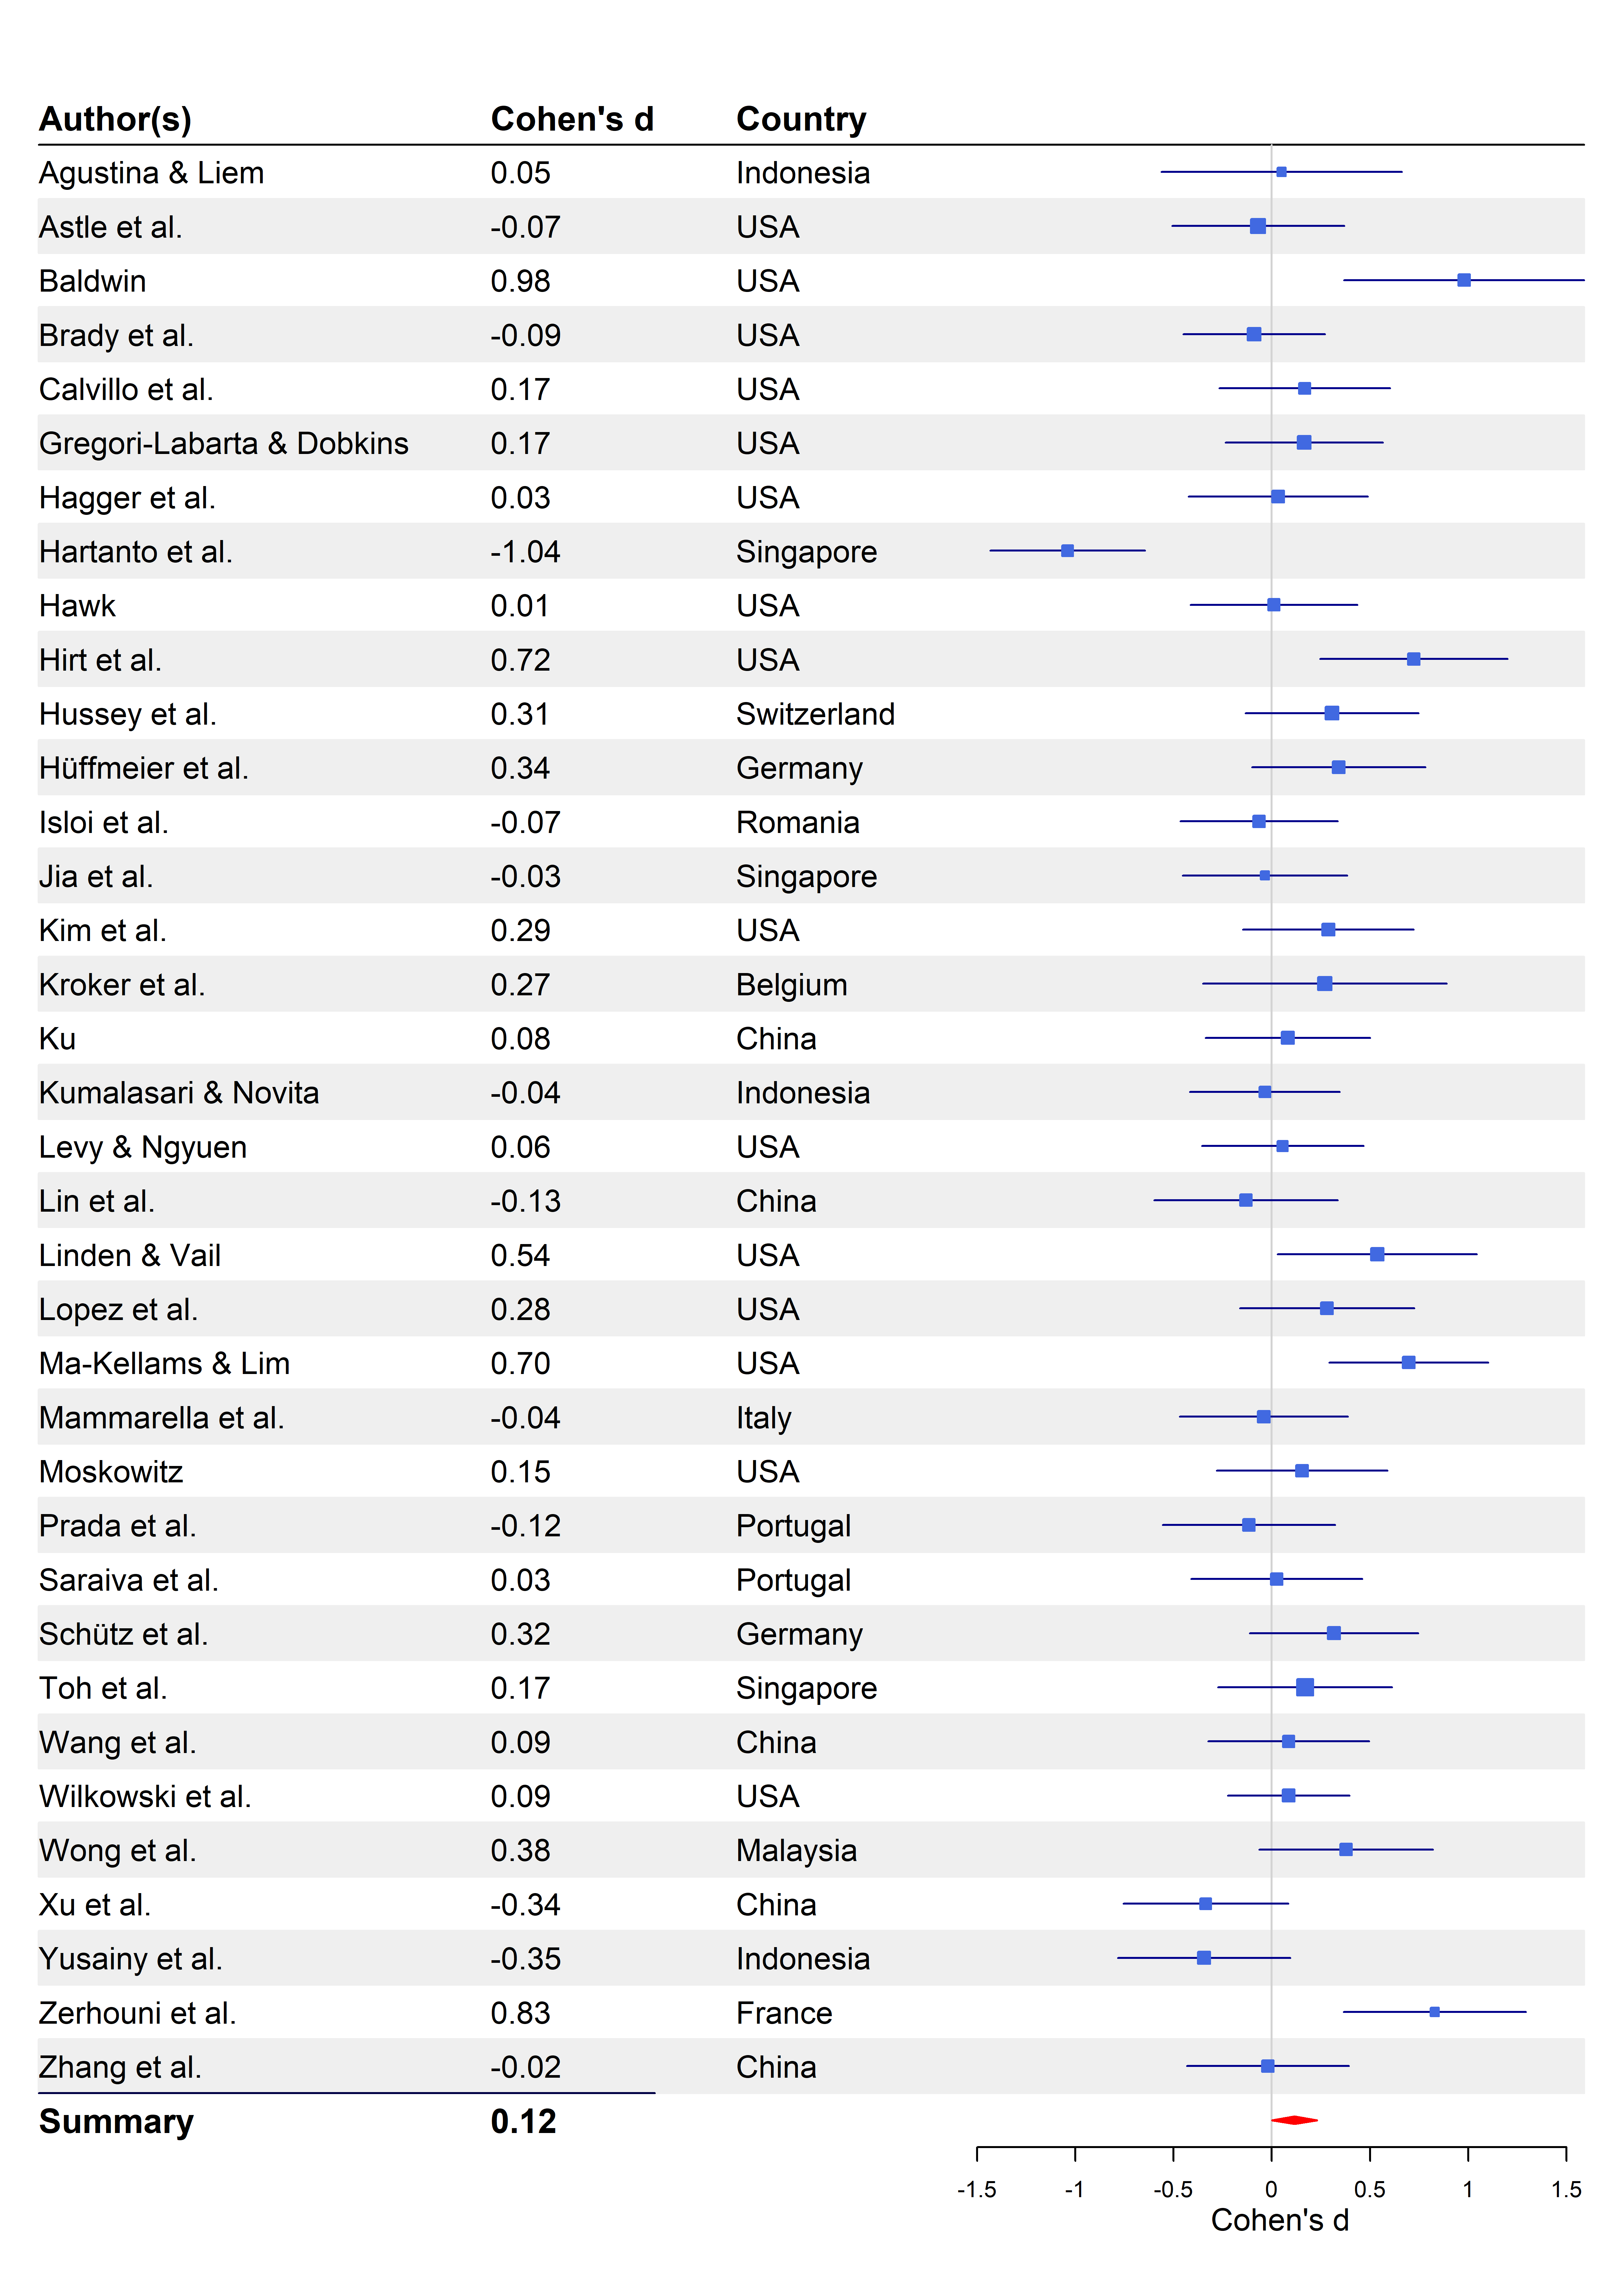 Author(s) Cohen's d Country
Agustina & Liem 0.05 Indonesia
Astle et al. -0.07 USA
Baldwin 0.98 USA
Brady et al. -0.09 USA
Calvillo et al. 0.17 USA
Gregori-Labarta & Dobkins 0.17 USA
Hagger et al. 0.03 USA
Hartanto et al. -1.04 Singapore
Hawk 0.01 USA
Hirt et al. 0.72 USA
Hussey et al. 0.31 Switzerland
Hüffmeier et al. 0.34 Germany
Isloi et al. -0.07 Romania
Jia et al. -0.03 Singapore
Kim et al. 0.29 USA
Kroker et al. 0.27 Belgium
Ku 0.08 China
Kumalasari & Novita -0.04 Indonesia
Levy & Ngyuen 0.06 USA
Lin et al. -0.13 China
Linden & Vail 0.54 USA
Lopez et al. 0.28 USA
Ma-Kellams & Lim 0.70 USA
Mammarella et al. -0.04 Italy
Moskowitz 0.15 USA
Prada et al. -0.12 Portugal
Saraiva et al. 0.03 Portugal
Schütz et al. 0.32 Germany
Toh et al. 0.17 Singapore
Wang et al. 0.09 China
Wilkowski et al. 0.09 USA
Wong et al. 0.38 Malaysia
Xu et al. -0.34 China
Yusainy et al. -0.35 Indonesia
Zerhouni et al. 0.83 France
Zhang et al. -0.02 China
Summary 0.12
-1.5 -1 -0.5 0 0.5 1 1.5
Cohen's d